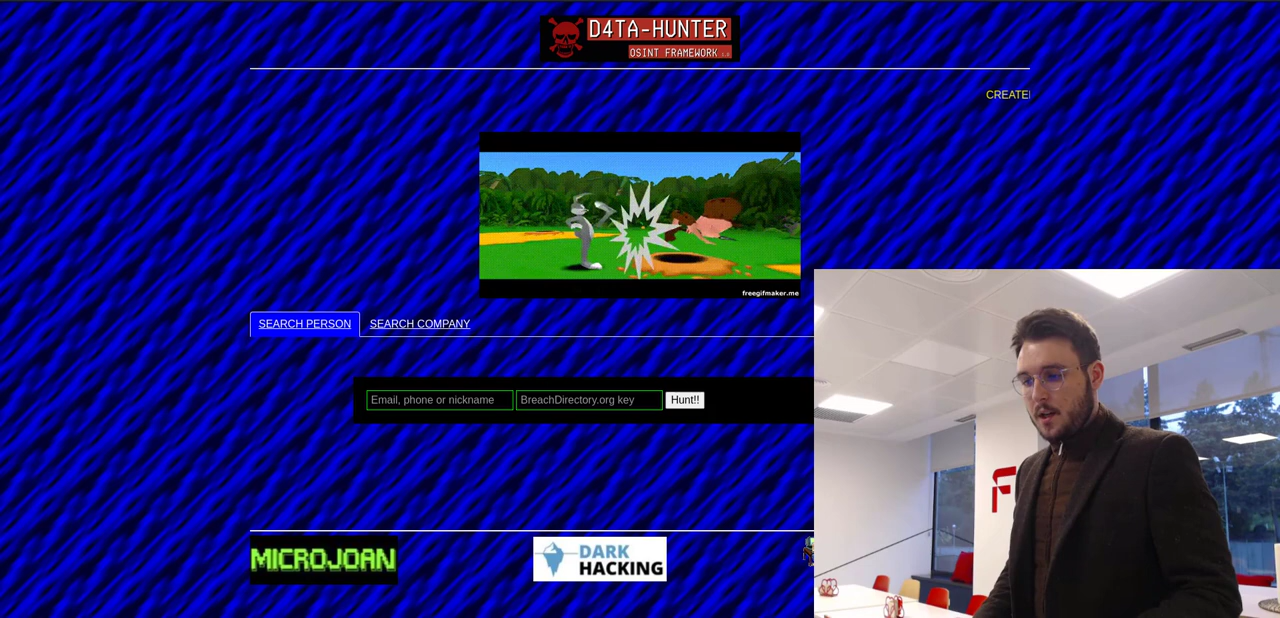 D4TA-HUNTER
OSINT FRAMEWORK
CREATE
freegifmaker.me
SEARCH PERSON
SEARCH COMPANY
Email, phone or nickname
BreachDirectory.org key
Hunt!!
F
MICROJOAN
DARK
HACKING